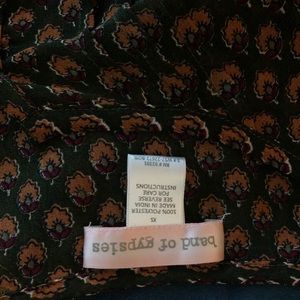 band of gypsies
XS
100% POLYESTER
MADE IN INDIA
SEE REVERSE
FOR CARE
INSTRUCTIONS